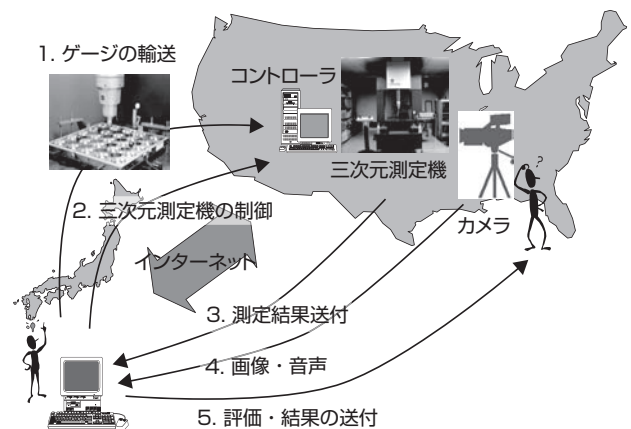 1. ゲージの輸送
コントローラ
三次元測定機
カメラ
2. 三次元測定機の制御
インターネット
3. 測定結果送付
4. 画像・音声
5. 評価・結果の送付
?